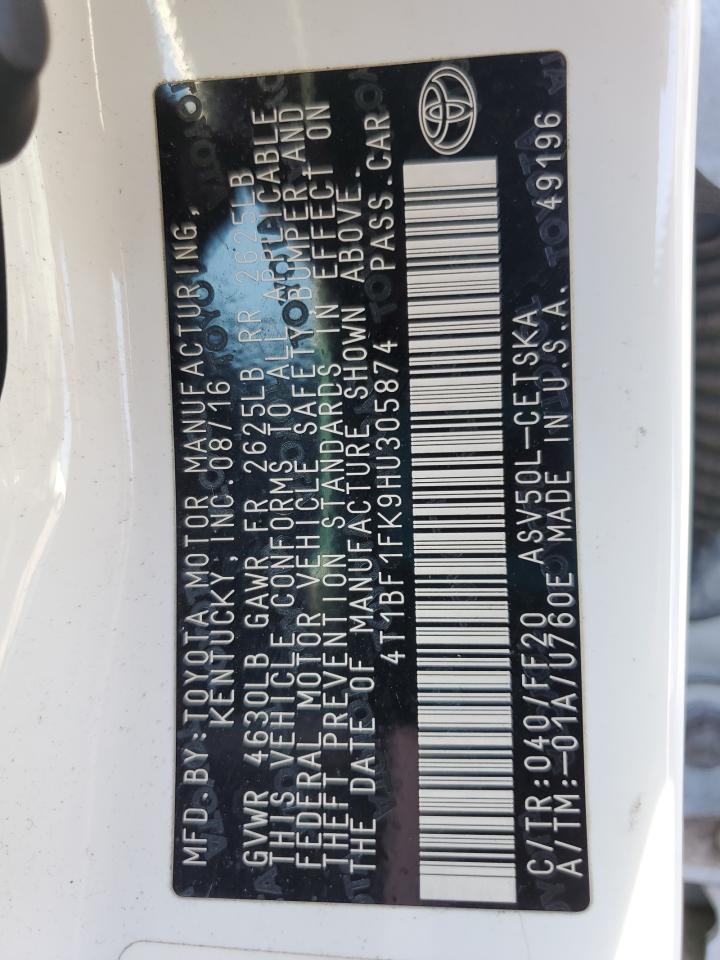 MFD.BY:TOYOTA MOTOR MANUFACTURING,
KENTUCKY,INC.08/16
GVWR 4630LB GAWR FR 2625LB RR 2625LB
THIS VEHICLE CONFORMS TO ALL APPLICABLE
FEDERAL MOTOR VEHICLE SAFETY,BUMPER,AND
THEFT PREVENTION STANDARDS IN EFFECT ON
THE DATE OF MANUFACTURE SHOWN ABOVE.
4T1BF1FK9HU305874 PASS.CAR
C/TR:040/FF20 ASV50L-CETSKA
A/TM:-01A/U760E MADE IN U.S.A. 49196